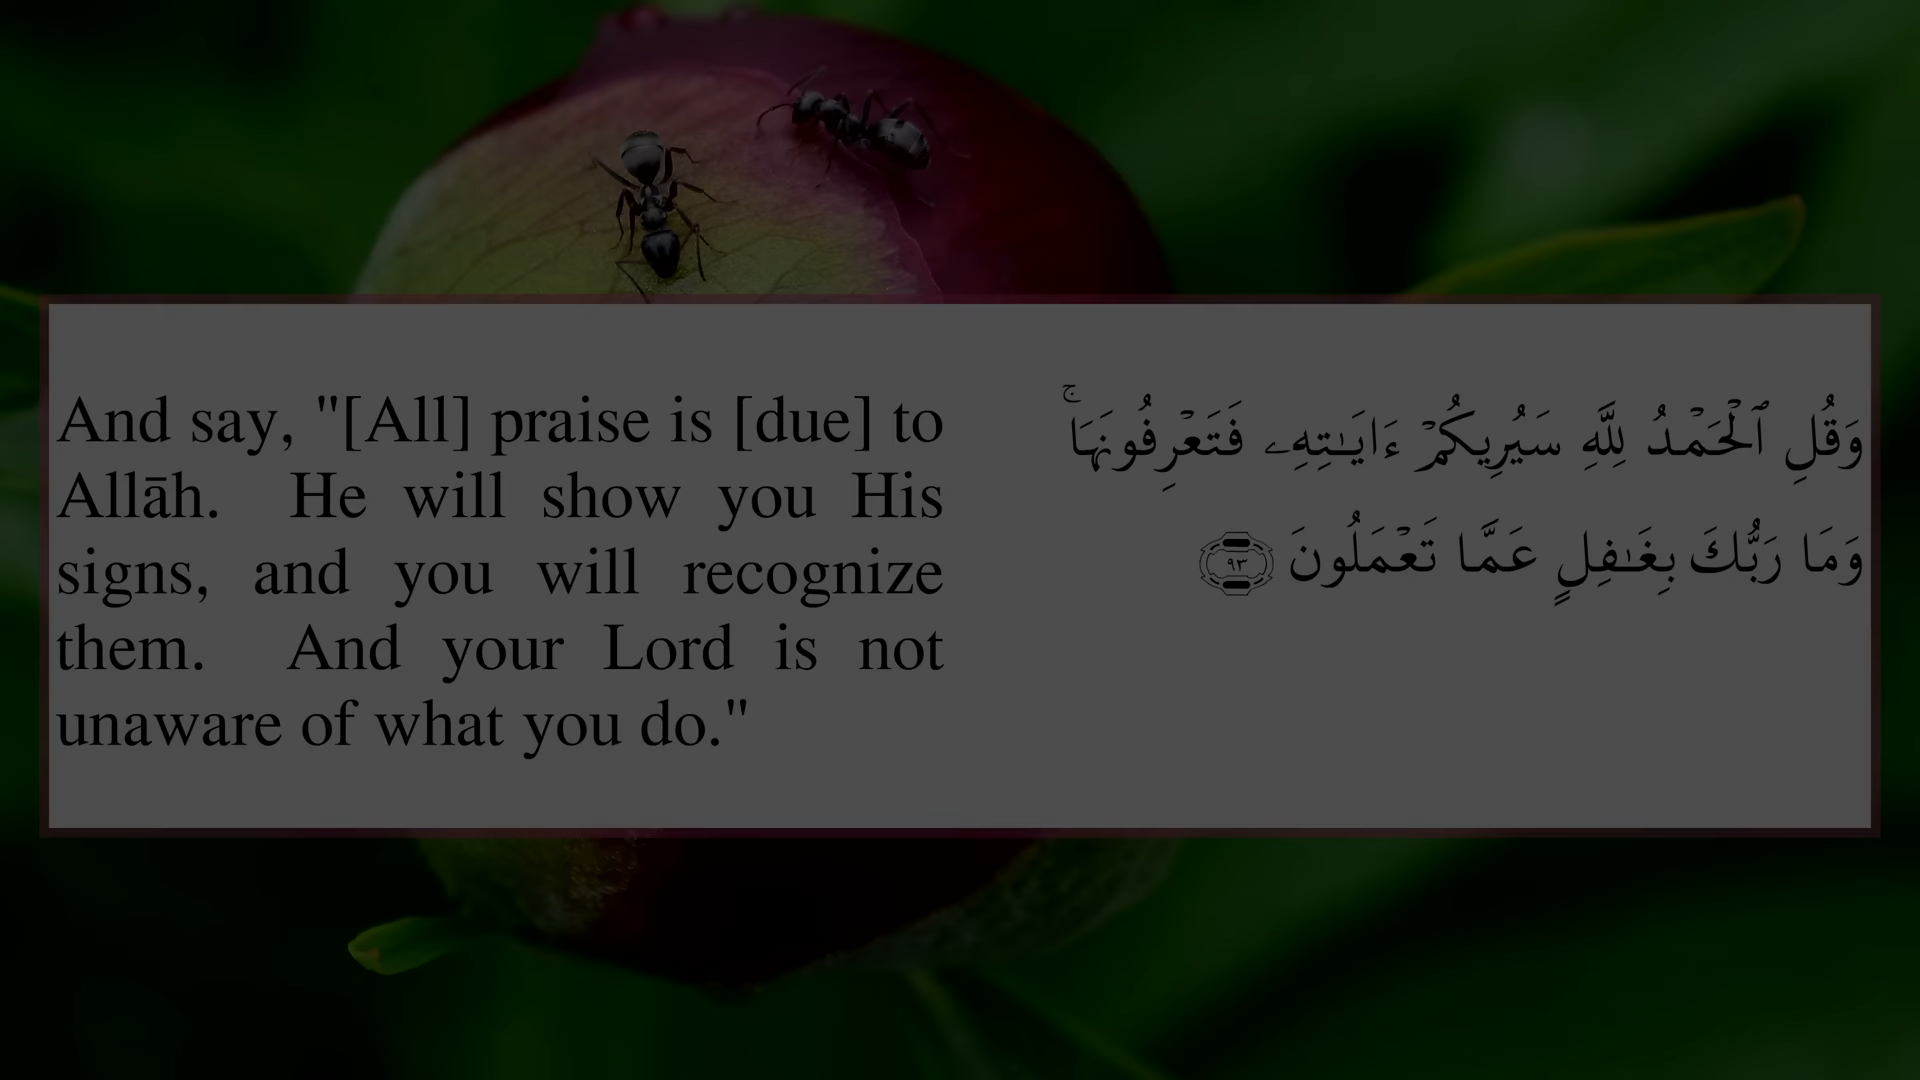 And say, "[All] praise is [due] to
Allāh.  He will show you His
signs, and you will recognize
them.  And your Lord is not
unaware of what you do."
وَقُلِ ٱلْحَمْدُ لِلَّهِ سَيُرِيكُمْ ءَايَـٰتِهِۦ فَتَعْرِفُونَهَا ۚ
وَمَا رَبُّكَ بِغَـٰفِلٍ عَمَّا تَعْمَلُونَ ٩٣